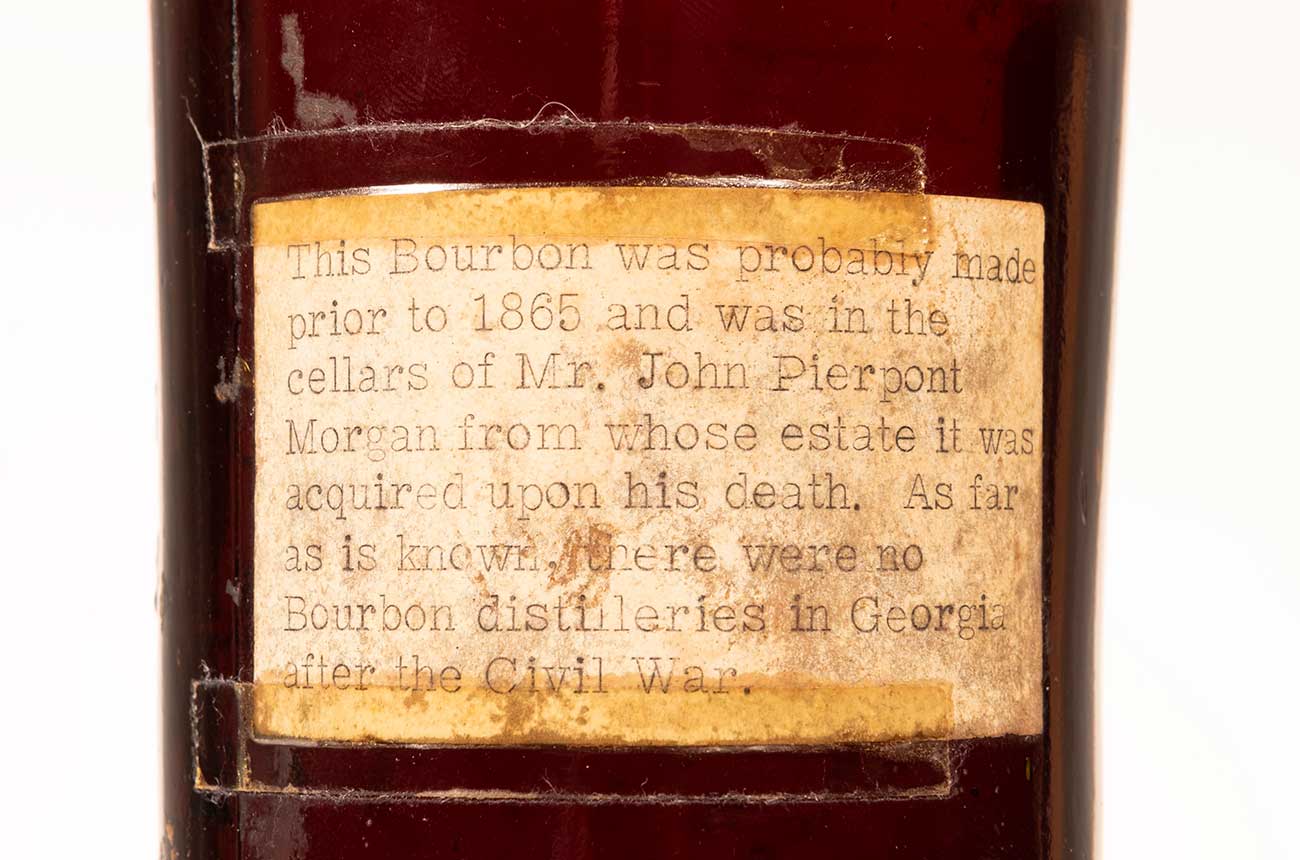 This Bourbon was probably made
prior to 1865 and was in the
cellars of Mr. John Pierpont
Morgan from whose estate it was
acquired upon his death.  As far
as is known, there were no
Bourbon distilleries in Georgia
after the Civil War.